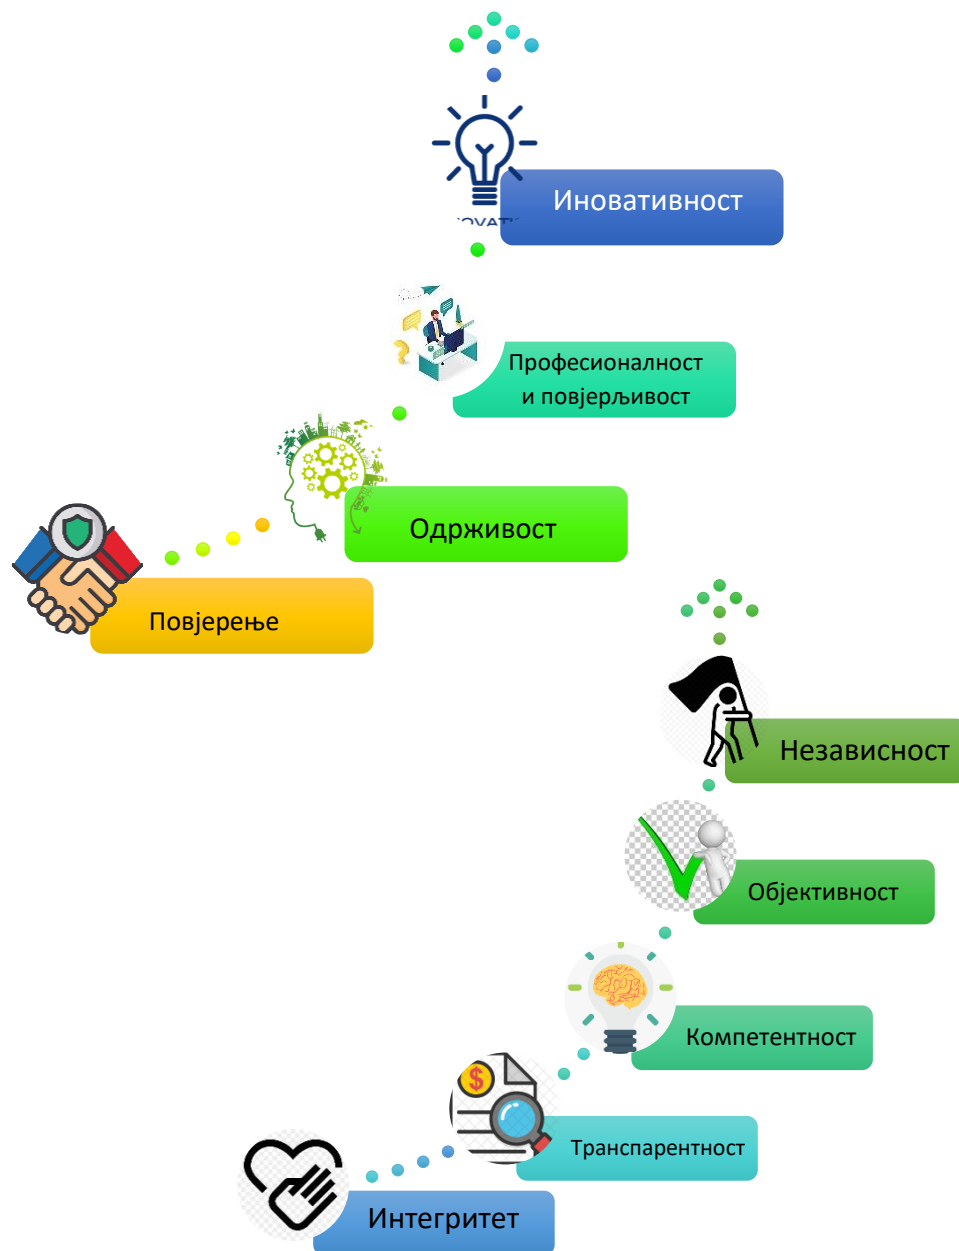 Иновативност
Професионалност
и повјерљивост
Одрживост
Повјерење
Независност
Објективност
Компетентност
Транспарентност
Интегритет